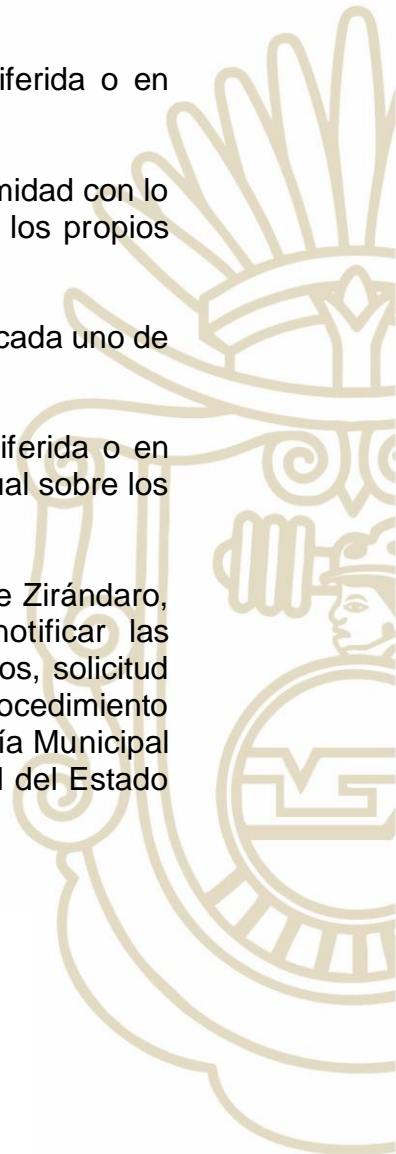 iferida o en
midad con lo
los propios
cada uno de
iferida o en
ual sobre los
e Zirándaro,
notificar las
os, solicitud
ocedimiento
ía Municipal
l del Estado